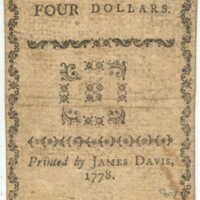 FOUR DOLLARS.
Printed by JAMES DAVIS,
1778.